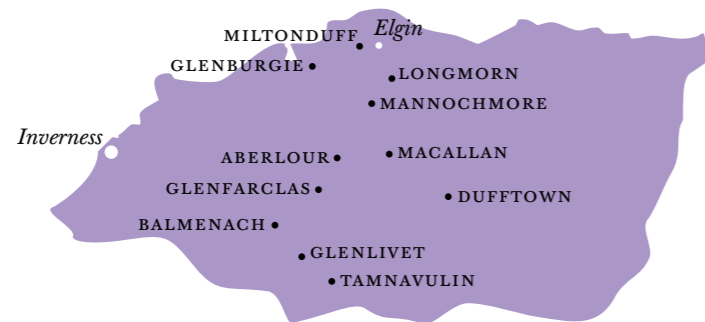 MILTONDUFF
Elgin
GLENBURGIE
LONGMORN
MANNOCHMORE
Inverness
ABERLOUR
MACALLAN
GLENFARCLAS
DUFFTOWN
BALMENACH
GLENLIVET
TAMNAVULIN